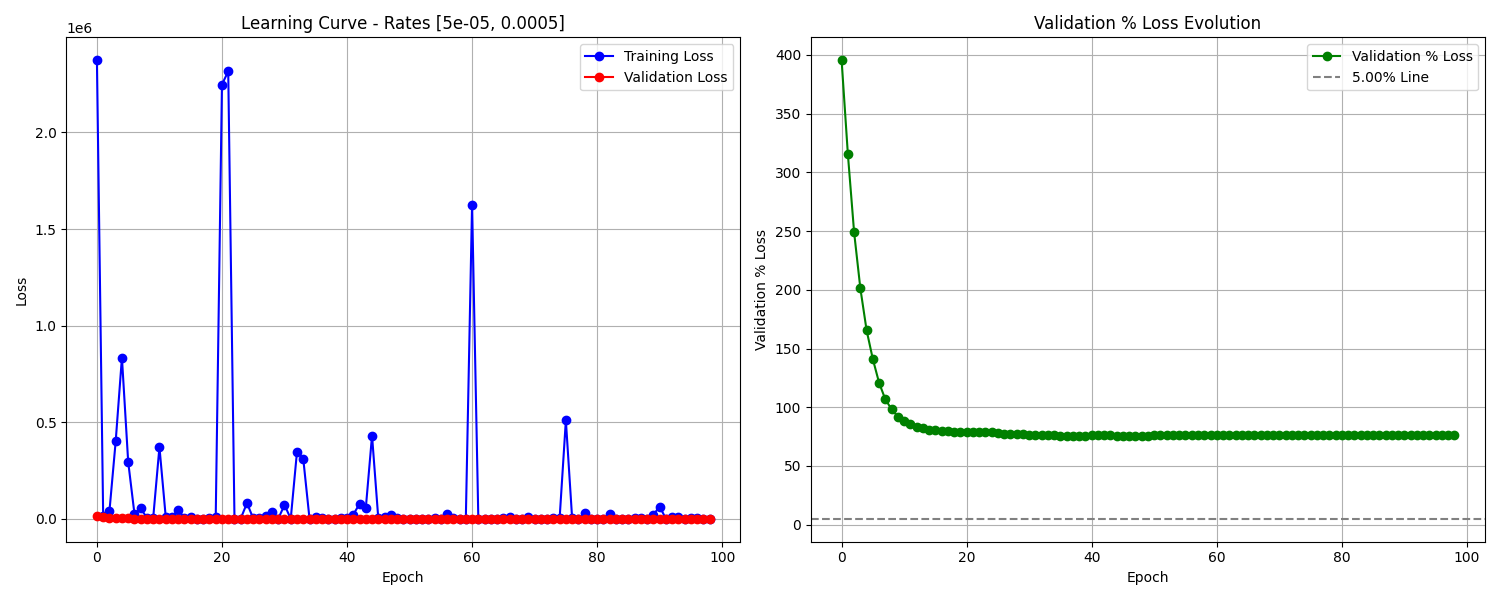 Learning Curve - Rates [5e-05, 0.0005]
1e6
Training Loss
Validation Loss
2.0
1.5
1.0
0.5
0.0
Loss
0 20 40 60 80 100
Epoch
Validation % Loss Evolution
Validation % Loss
5.00% Line
400
350
300
250
200
150
100
50
0
Validation % Loss
0 20 40 60 80 100
Epoch